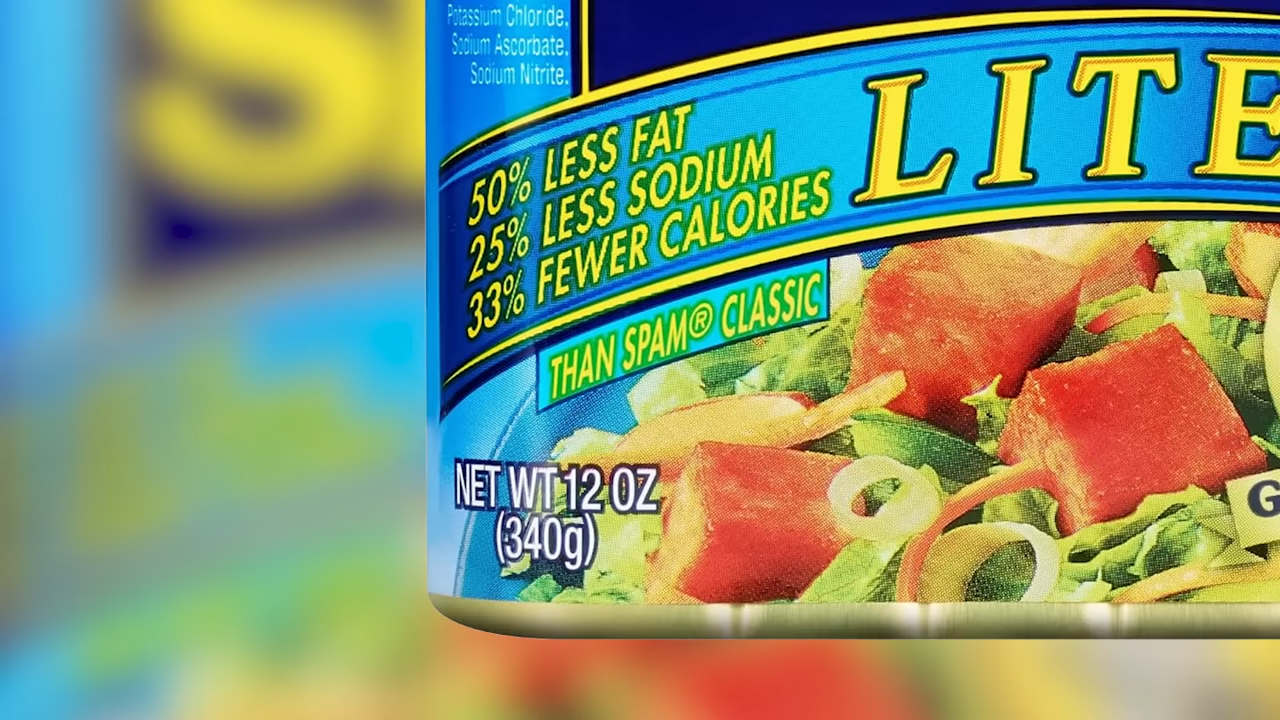 Potassium Chloride.
Sodium Ascorbate.
Sodium Nitrite.
LITE
50% LESS FAT
25% LESS SODIUM
33% FEWER CALORIES
THAN SPAM® CLASSIC
NET WT 12 OZ
(340g)
G